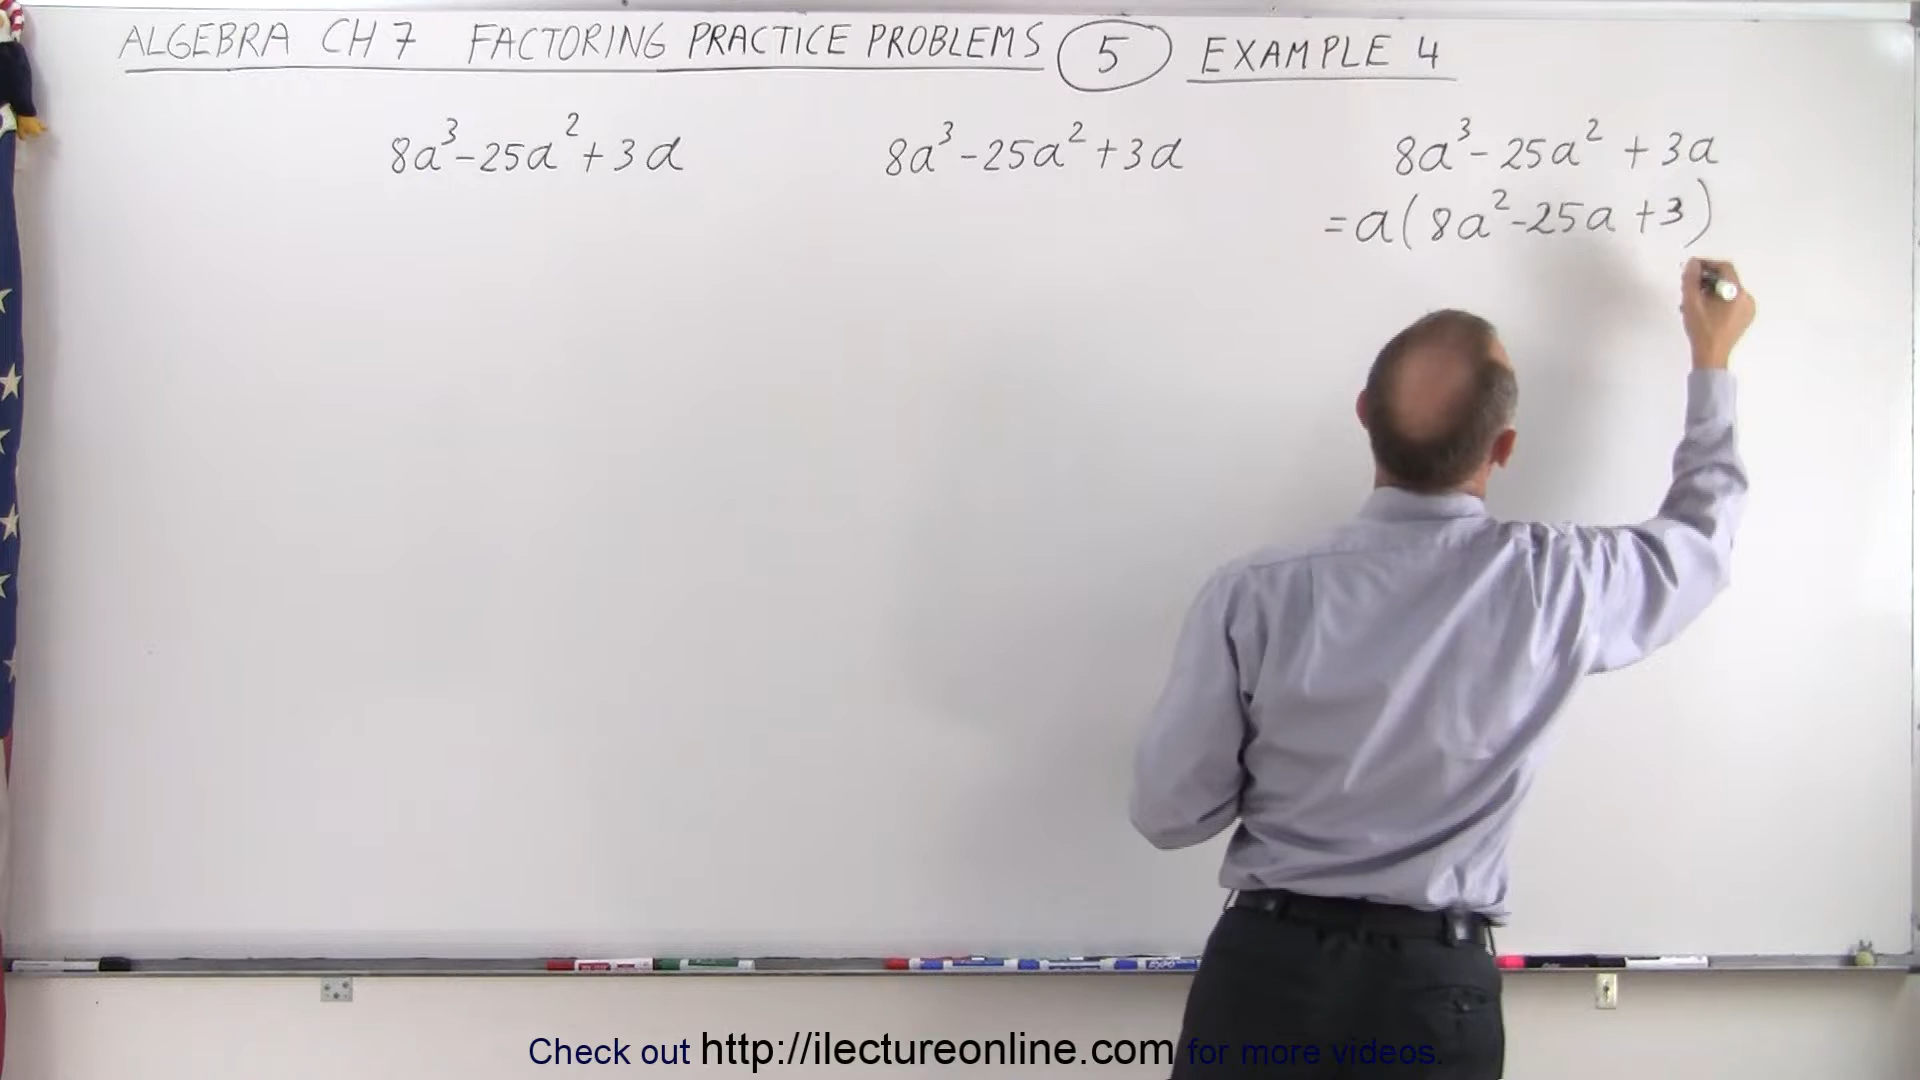 ALGEBRA CH 7 FACTORING PRACTICE PROBLEMS 5 EXAMPLE 4
8a³-25a²+3a
8a³-25a²+3a
8a³-25a²+3a
=a(8a²-25a+3)
Check out http://ilectureonline.com for more videos.